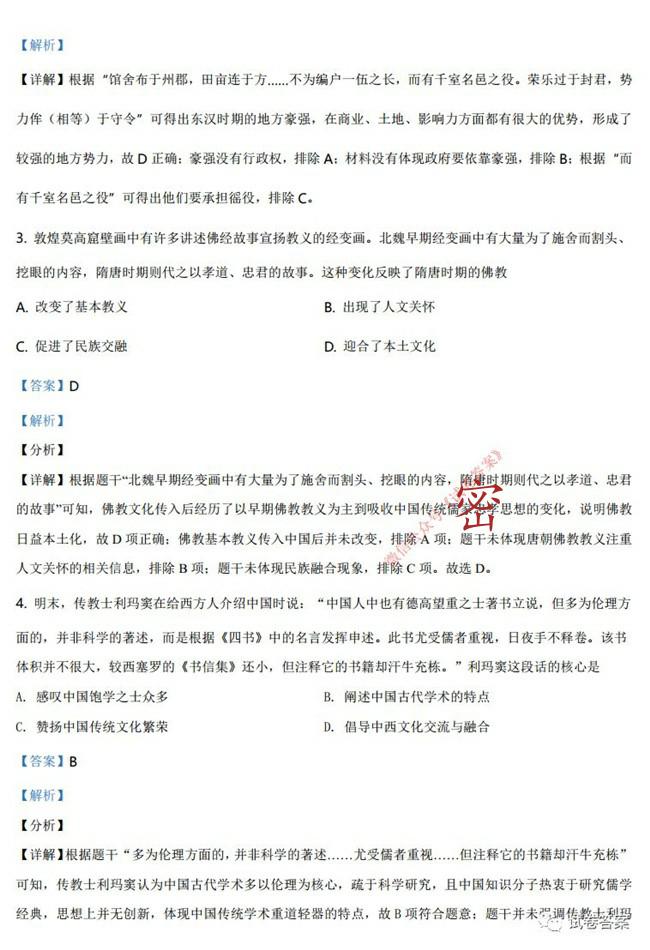 【解析】
【详解】根据“馆舍布于州郡，田亩连于方……不为编户一伍之长，而有千室名邑之役。荣乐过于封君，势
力侔（相等）于守令”可得出东汉时期的地方豪强，在商业、土地、影响力方面都有很大的优势，形成了
较强的地方势力，故 D 正确；豪强没有行政权，排除 A；材料没有体现政府要依靠豪强，排除 B；根据“而
有千室名邑之役”可得出他们要承担徭役，排除 C。
3. 敦煌莫高窟壁画中有许多讲述佛经故事宣扬教义的经变画。北魏早期经变画中有大量为了施舍而割头、
挖眼的内容，隋唐时期则代之以孝道、忠君的故事。这种变化反映了隋唐时期的佛教
A. 改变了基本教义 B. 出现了人文关怀
C. 促进了民族交融 D. 迎合了本土文化
【答案】D
【解析】
【分析】
【详解】根据题干“北魏早期经变画中有大量为了施舍而割头、挖眼的内容，隋唐时期则代之以孝道、忠君
的故事”可知，佛教文化传入后经历了以早期佛教教义为主到吸收中国传统儒家忠孝思想的变化，说明佛教
日益本土化，故 D 项正确；佛教基本教义传入中国后并未改变，排除 A 项；题干未体现唐朝佛教教义注重
人文关怀的相关信息，排除 B 项；题干未体现民族融合现象，排除 C 项。故选 D。
密
4. 明末，传教士利玛窦在给西方人介绍中国时说：“中国人中也有德高望重之士著书立说，但多为伦理方
面的，并非科学的著述，而是根据《四书》中的名言发挥申述。此书尤受儒者重视，日夜手不释卷。该书
体积并不很大，较西塞罗的《书信集》还小，但注释它的书籍却汗牛充栋。”利玛窦这段话的核心是
A. 感叹中国饱学之士众多 B. 阐述中国古代学术的特点
C. 赞扬中国传统文化繁荣 D. 倡导中西文化交流与融合
【答案】B
【解析】
【分析】
【详解】根据题干“多为伦理方面的，并非科学的著述……尤受儒者重视……但注释它的书籍却汗牛充栋”
可知，传教士利玛窦认为中国古代学术多以伦理为核心，疏于科学研究，且中国知识分子热衷于研究儒学
经典，思想上并无创新，体现中国传统学术重道轻器的特点，故 B 项符合题意；题干并未强调传教士利玛
试卷答案